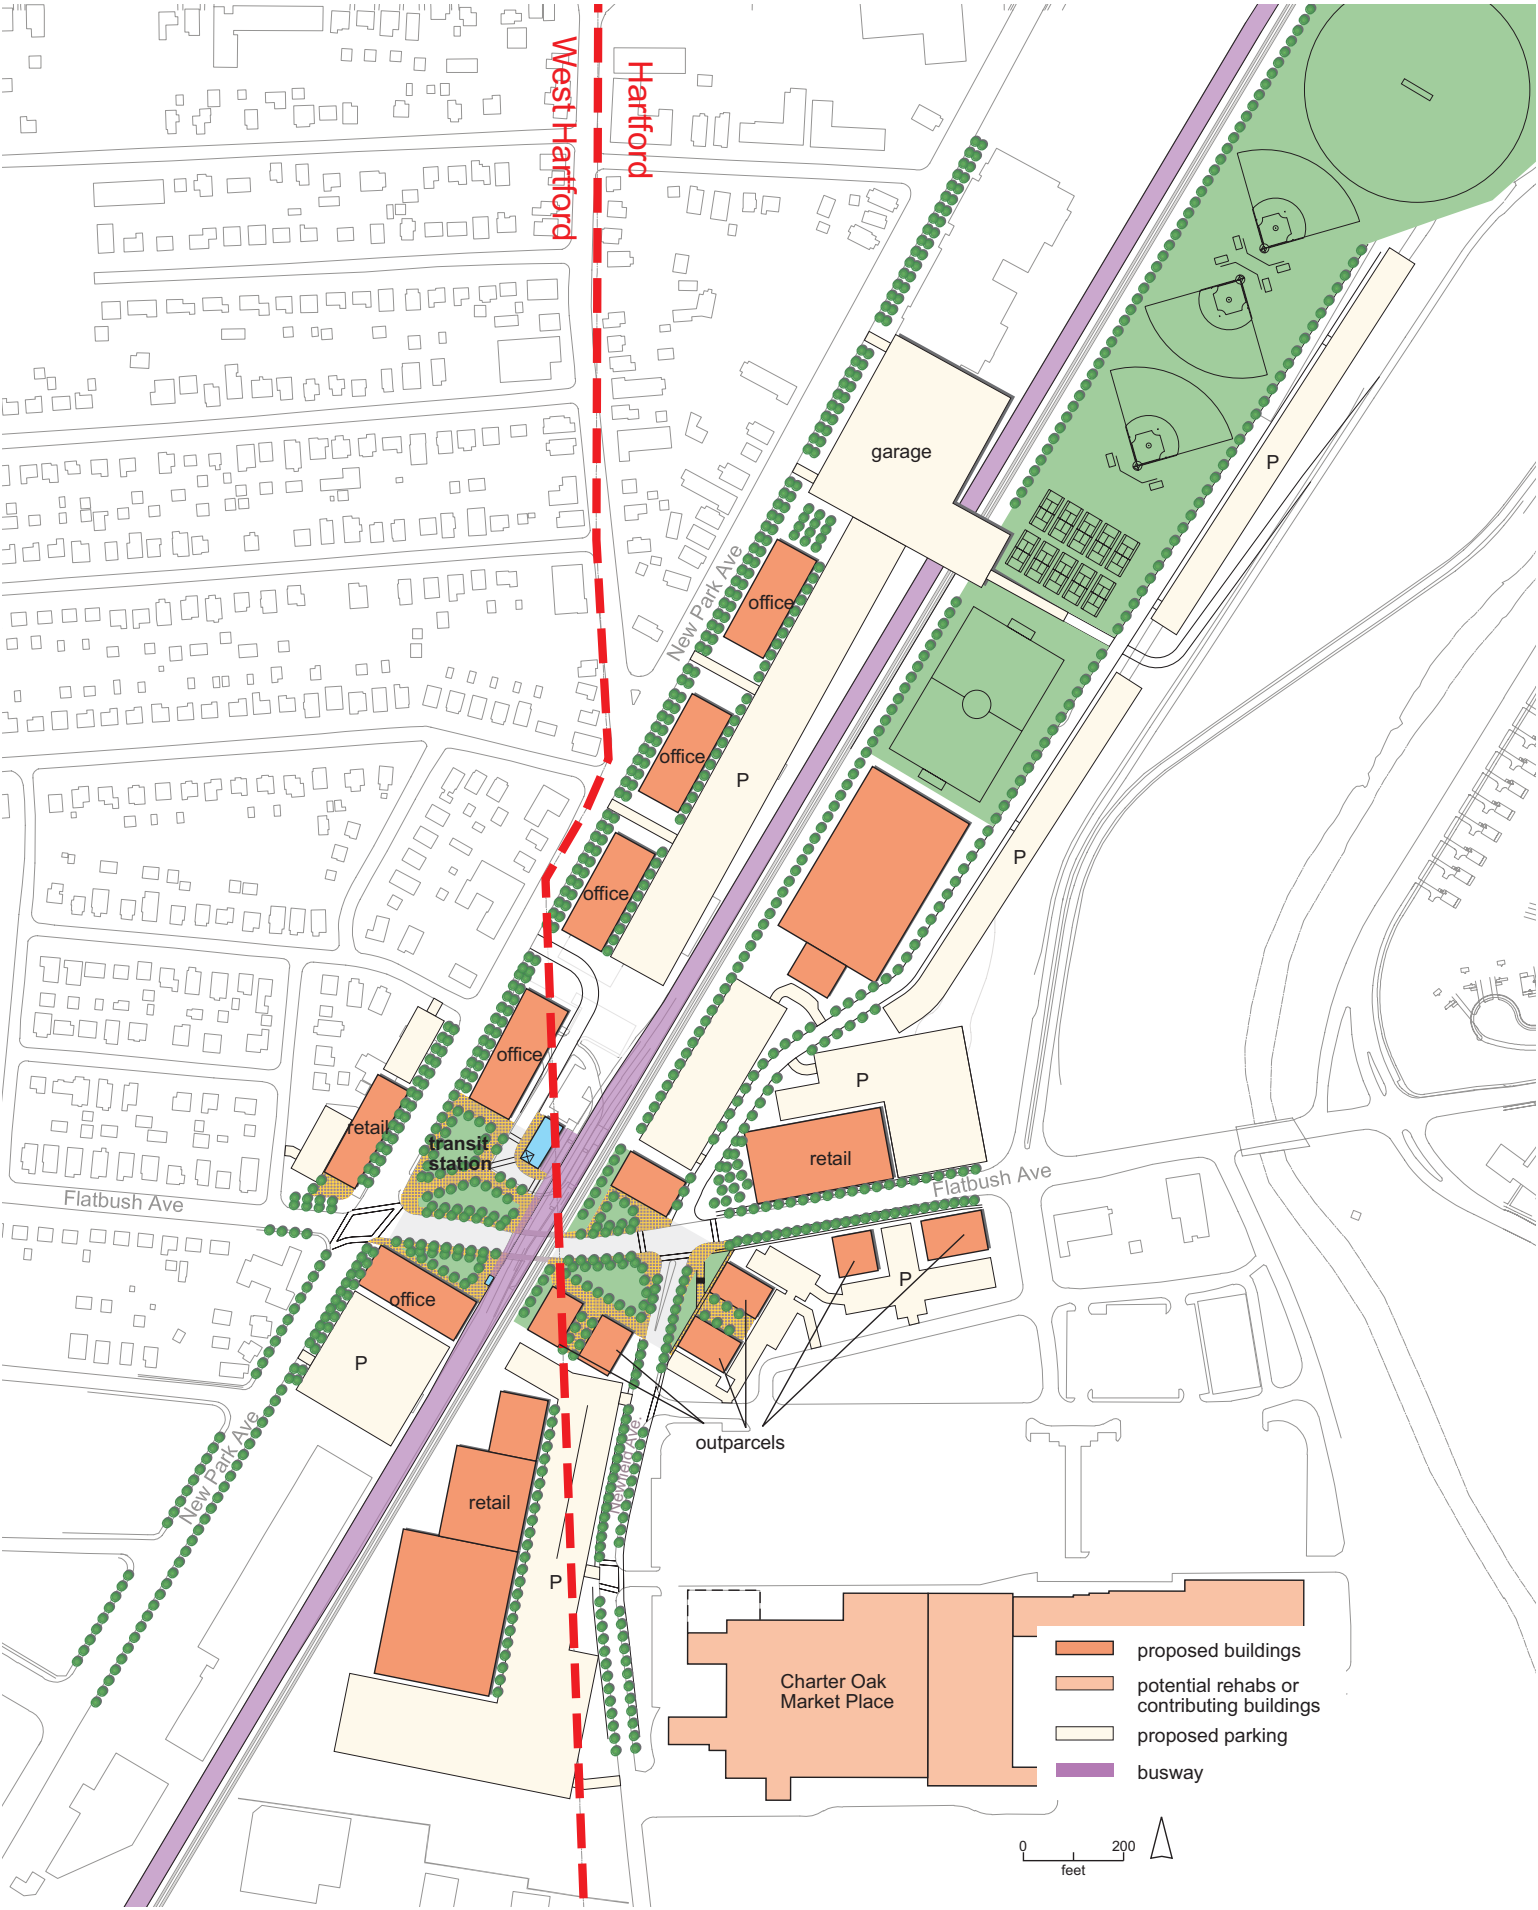 West Hartford
Hartford
garage
P
New Park Ave
office
office
P
office
P
office
P
retail
transit
station
retail
Flatbush Ave
Flatbush Ave
office
P
P
outparcels
New Park Ave
Newfield Ave.
retail
P
Charter Oak
Market Place
proposed buildings
potential rehabs or
contributing buildings
proposed parking
busway
0 200
feet